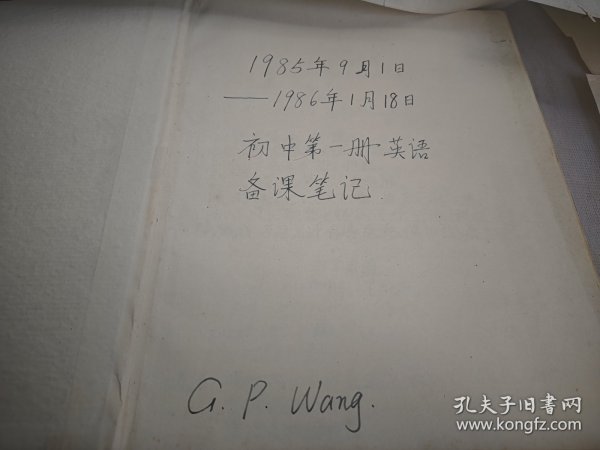 1985年9月1日
——1986年1月18日
初中第一册英语
备课笔记.
G. P. Wang.
孔夫子旧书网
www.kongfz.com